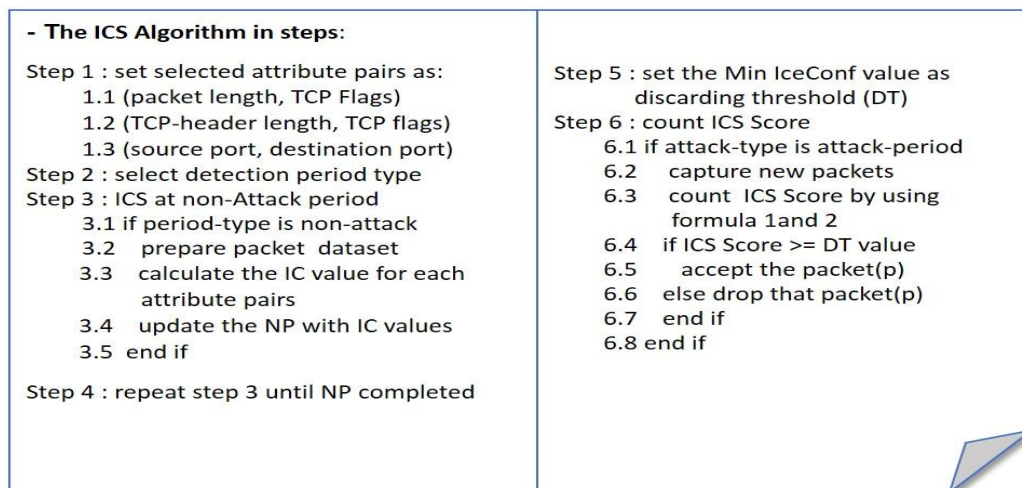 - The ICS Algorithm in steps:
Step 1 : set selected attribute pairs as:
1.1 (packet length, TCP Flags)
1.2 (TCP-header length, TCP flags)
1.3 (source port, destination port)
Step 2 : select detection period type
Step 3 : ICS at non-Attack period
3.1 if period-type is non-attack
3.2 prepare packet dataset
3.3 calculate the IC value for each
attribute pairs
3.4 update the NP with IC values
3.5 end if
Step 4 : repeat step 3 until NP completed
Step 5 : set the Min IceConf value as
discarding threshold (DT)
Step 6 : count ICS Score
6.1 if attack-type is attack-period
6.2 capture new packets
6.3 count ICS Score by using
formula 1and 2
6.4 if ICS Score >= DT value
6.5 accept the packet(p)
6.6 else drop that packet(p)
6.7 end if
6.8 end if